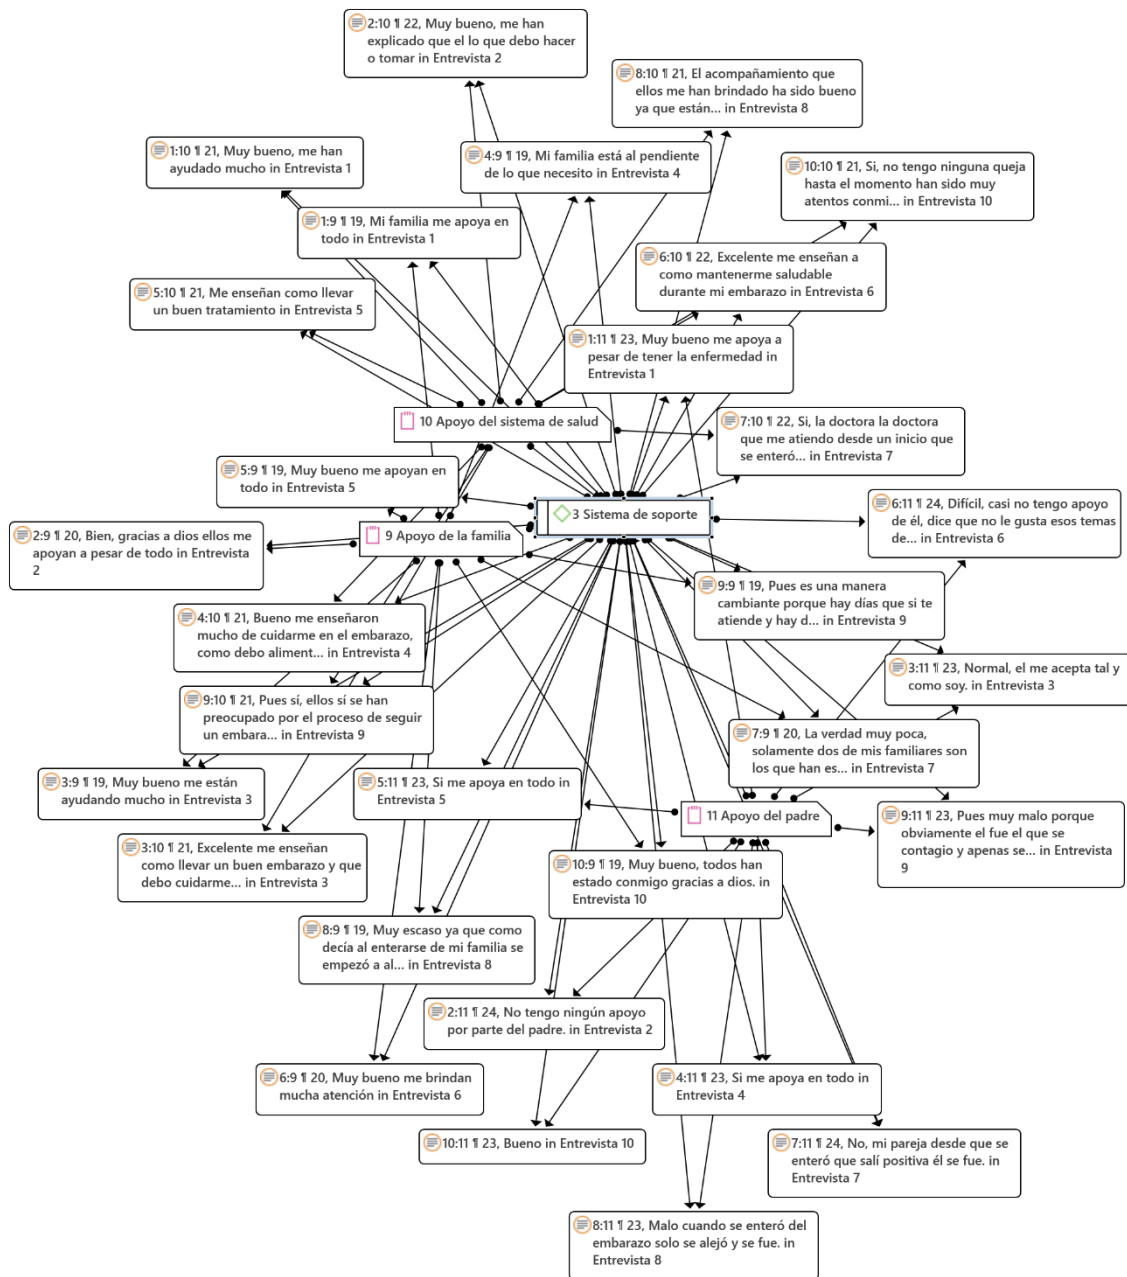 2:10 ¶ 22, Muy bueno, me han
explicado que el lo que debo hacer
o tomar in Entrevista 2
8:10 ¶ 21, El acompañamiento que
ellos me han brindado ha sido bueno
ya que están… in Entrevista 8
1:10 ¶ 21, Muy bueno, me han
ayudado mucho in Entrevista 1
4:9 ¶ 19, Mi familia está al pendiente
de lo que necesito in Entrevista 4
10:10 ¶ 21, Si, no tengo ninguna queja
hasta el momento han sido muy
atentos conmi… in Entrevista 10
1:9 ¶ 19, Mi familia me apoya en
todo in Entrevista 1
6:10 ¶ 22, Excelente me enseñan a
como mantenerme saludable
durante mi embarazo in Entrevista 6
5:10 ¶ 21, Me enseñan como llevar
un buen tratamiento in Entrevista 5
1:11 ¶ 23, Muy bueno me apoya a
pesar de tener la enfermedad in
Entrevista 1
10 Apoyo del sistema de salud
7:10 ¶ 22, Si, la doctora la doctora
que me atiendo desde un inicio que
se enteró… in Entrevista 7
5:9 ¶ 19, Muy bueno me apoyan en
todo in Entrevista 5
3 Sistema de soporte
6:11 ¶ 24, Difícil, casi no tengo apoyo
de él, dice que no le gusta esos temas
de… in Entrevista 6
2:9 ¶ 20, Bien, gracias a dios ellos me
apoyan a pesar de todo in Entrevista
2
9 Apoyo de la familia
9:9 ¶ 19, Pues es una manera
cambiante porque hay días que si te
atiende y hay d… in Entrevista 9
4:10 ¶ 21, Bueno me enseñaron
mucho de cuidarme en el embarazo,
como debo aliment… in Entrevista 4
3:11 ¶ 23, Normal, el me acepta tal y
como soy. in Entrevista 3
9:10 ¶ 21, Pues sí, ellos sí se han
preocupado por el proceso de seguir
un embara… in Entrevista 9
7:9 ¶ 20, La verdad muy poca,
solamente dos de mis familiares son
los que han es… in Entrevista 7
3:9 ¶ 19, Muy bueno me están
ayudando mucho in Entrevista 3
5:11 ¶ 23, Si me apoya en todo in
Entrevista 5
11 Apoyo del padre
9:11 ¶ 23, Pues muy malo porque
obviamente el fue el que se
contagio y apenas se… in Entrevista
9
3:10 ¶ 21, Excelente me enseñan
como llevar un buen embarazo y que
debo cuidarme… in Entrevista 3
10:9 ¶ 19, Muy bueno, todos han
estado conmigo gracias a dios. in
Entrevista 10
8:9 ¶ 19, Muy escaso ya que como
decía al enterarse de mi familia se
empezó a al… in Entrevista 8
2:11 ¶ 24, No tengo ningún apoyo
por parte del padre. in Entrevista 2
6:9 ¶ 20, Muy bueno me brindan
mucha atención in Entrevista 6
4:11 ¶ 23, Si me apoya en todo in
Entrevista 4
10:11 ¶ 23, Bueno in Entrevista 10
7:11 ¶ 24, No, mi pareja desde que se
enteró que salí positiva él se fue. in
Entrevista 7
8:11 ¶ 23, Malo cuando se enteró del
embarazo solo se alejó y se fue. in
Entrevista 8